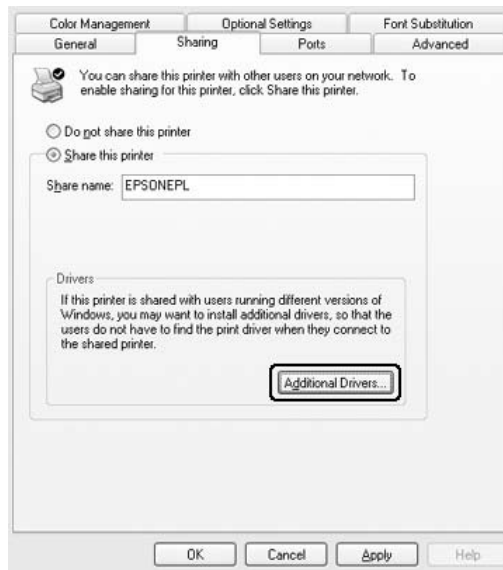 Color Management Optional Settings Font Substitution
General Sharing Ports Advanced
You can share this printer with other users on your network. To
enable sharing for this printer, click Share this printer.
Do not share this printer
Share this printer
Share name: EPSONEPL
Drivers
If this printer is shared with users running different versions of
Windows, you may want to install additional drivers, so that the
users do not have to find the print driver when they connect to
the shared printer.
Additional Drivers...
OK Cancel Apply Help